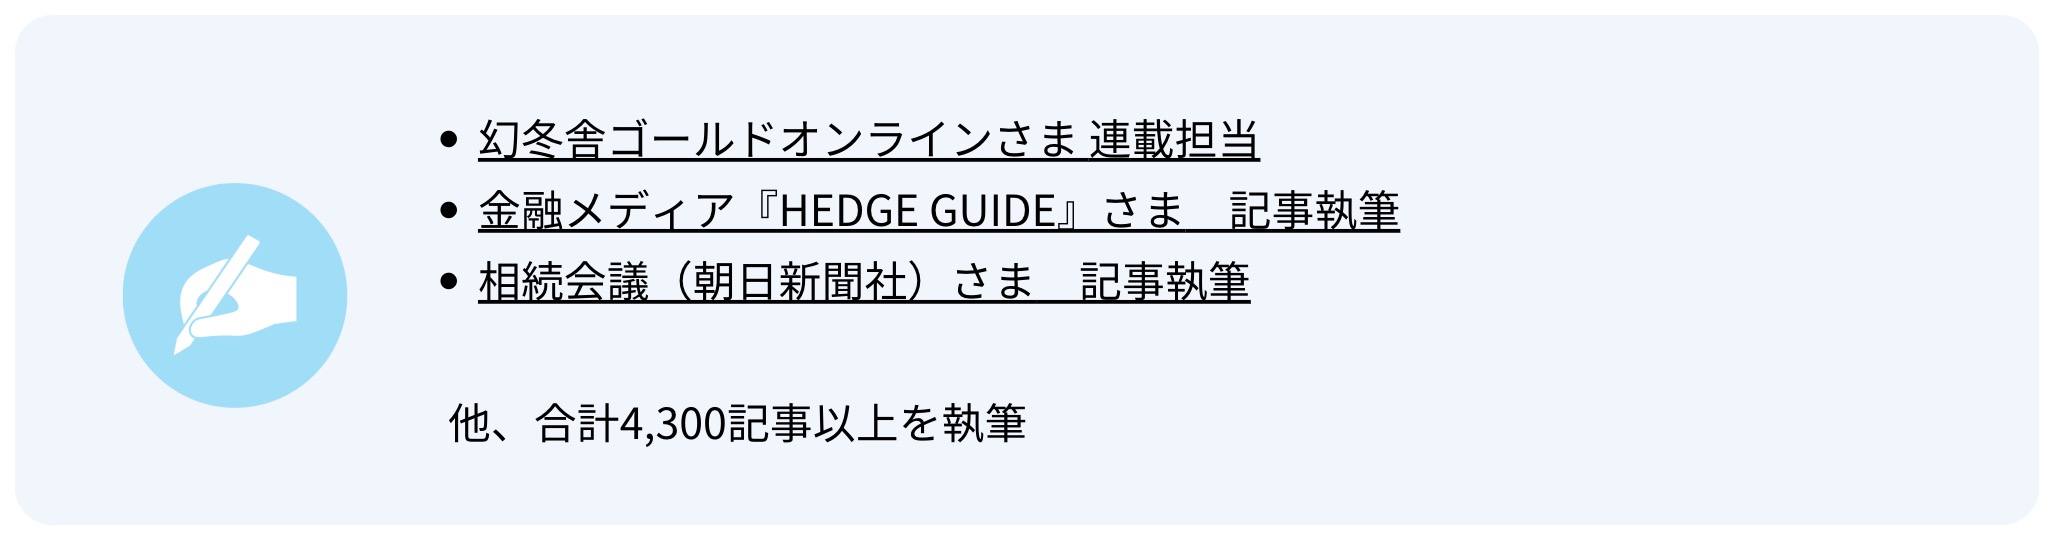 • 幻冬舎ゴールドオンラインさま 連載担当
• 金融メディア『HEDGE GUIDE』さま　記事執筆
• 相続会議（朝日新聞社）さま　記事執筆
他、合計4,300記事以上を執筆